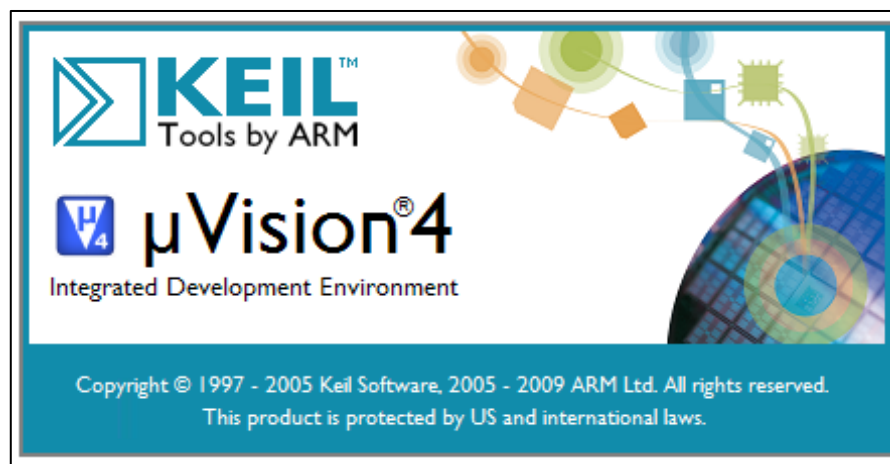 KEIL™
Tools by ARM
μ
V
4
μVision®4
Integrated Development Environment
Copyright © 1997 - 2005 Keil Software, 2005 - 2009 ARM Ltd. All rights reserved.
This product is protected by US and international laws.